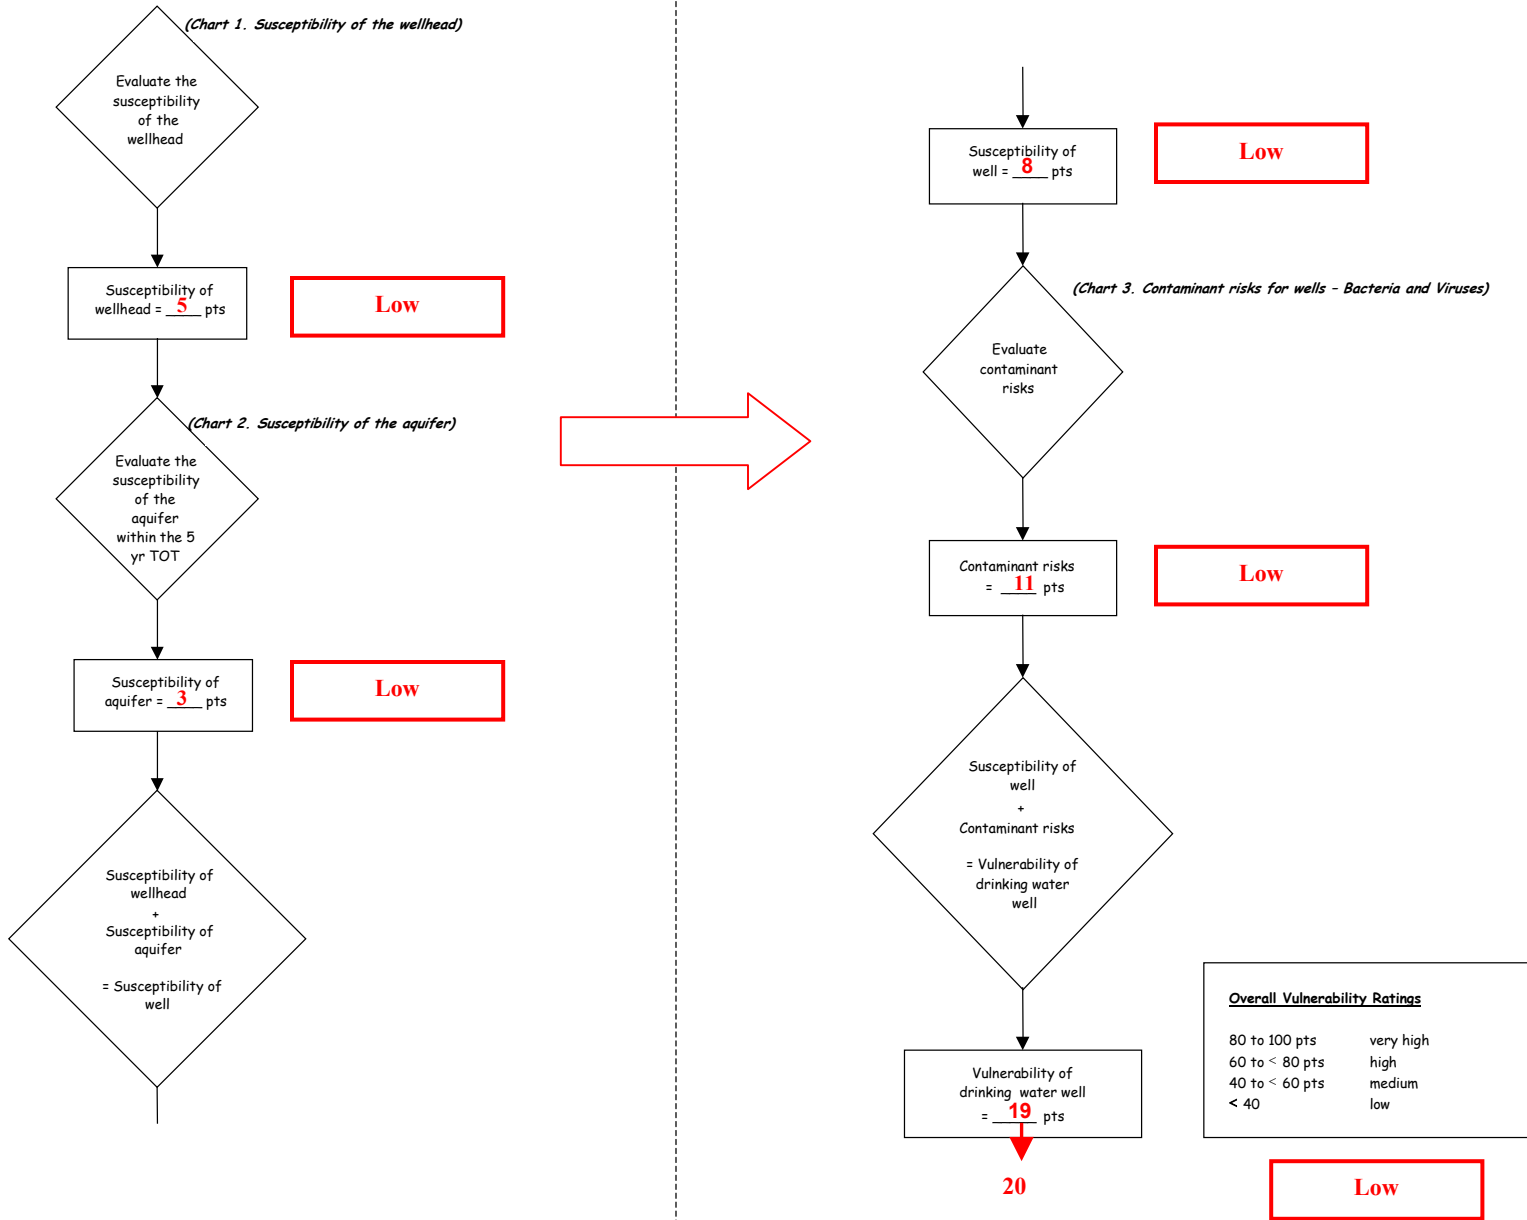 (Chart 1. Susceptibility of the wellhead)
Evaluate the
susceptibility
of the
wellhead
Susceptibility of
wellhead = 5 pts
Low
(Chart 2. Susceptibility of the aquifer)
Evaluate the
susceptibility
of the
aquifer
within the 5
yr TOT
Susceptibility of
aquifer = 3 pts
Low
Susceptibility of
wellhead
+
Susceptibility of
aquifer
= Susceptibility of
well
Susceptibility of
well = 8 pts
Low
(Chart 3. Contaminant risks for wells – Bacteria and Viruses)
Evaluate
contaminant
risks
Contaminant risks
= 11 pts
Low
Susceptibility of
well
+
Contaminant risks
= Vulnerability of
drinking water
well
Vulnerability of
drinking water well
= 19 pts
20
Overall Vulnerability Ratings
80 to 100 pts very high
60 to < 80 pts high
40 to < 60 pts medium
< 40 low
Low